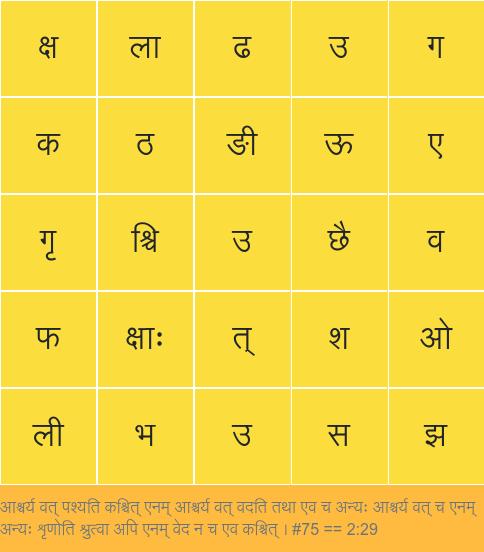 क्ष ला ढ उ ग
क ठ ङी ऊ ए
गृ श्चि उ छै व
फ क्षाः त् श ओ
ली भ उ स झ
आश्चर्य वत् पश्यति कश्चित् एनम् आश्चर्य वत् वदति तथा एव च अन्यः आश्चर्य वत् च एनम्
अन्यः शृणोति श्रुत्वा अपि एनम् वेद न च एव कश्चित् । #75 == 2:29